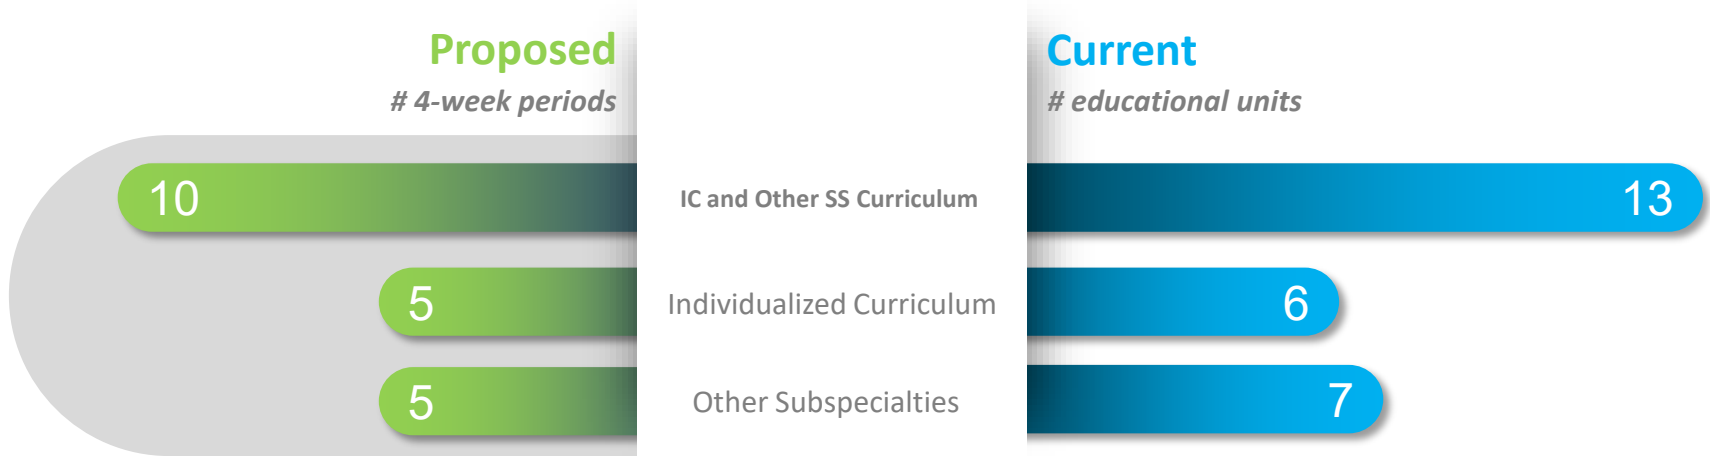 Proposed
# 4-week periods
Current
# educational units
10
IC and Other SS Curriculum
13
5
Individualized Curriculum
6
5
Other Subspecialties
7